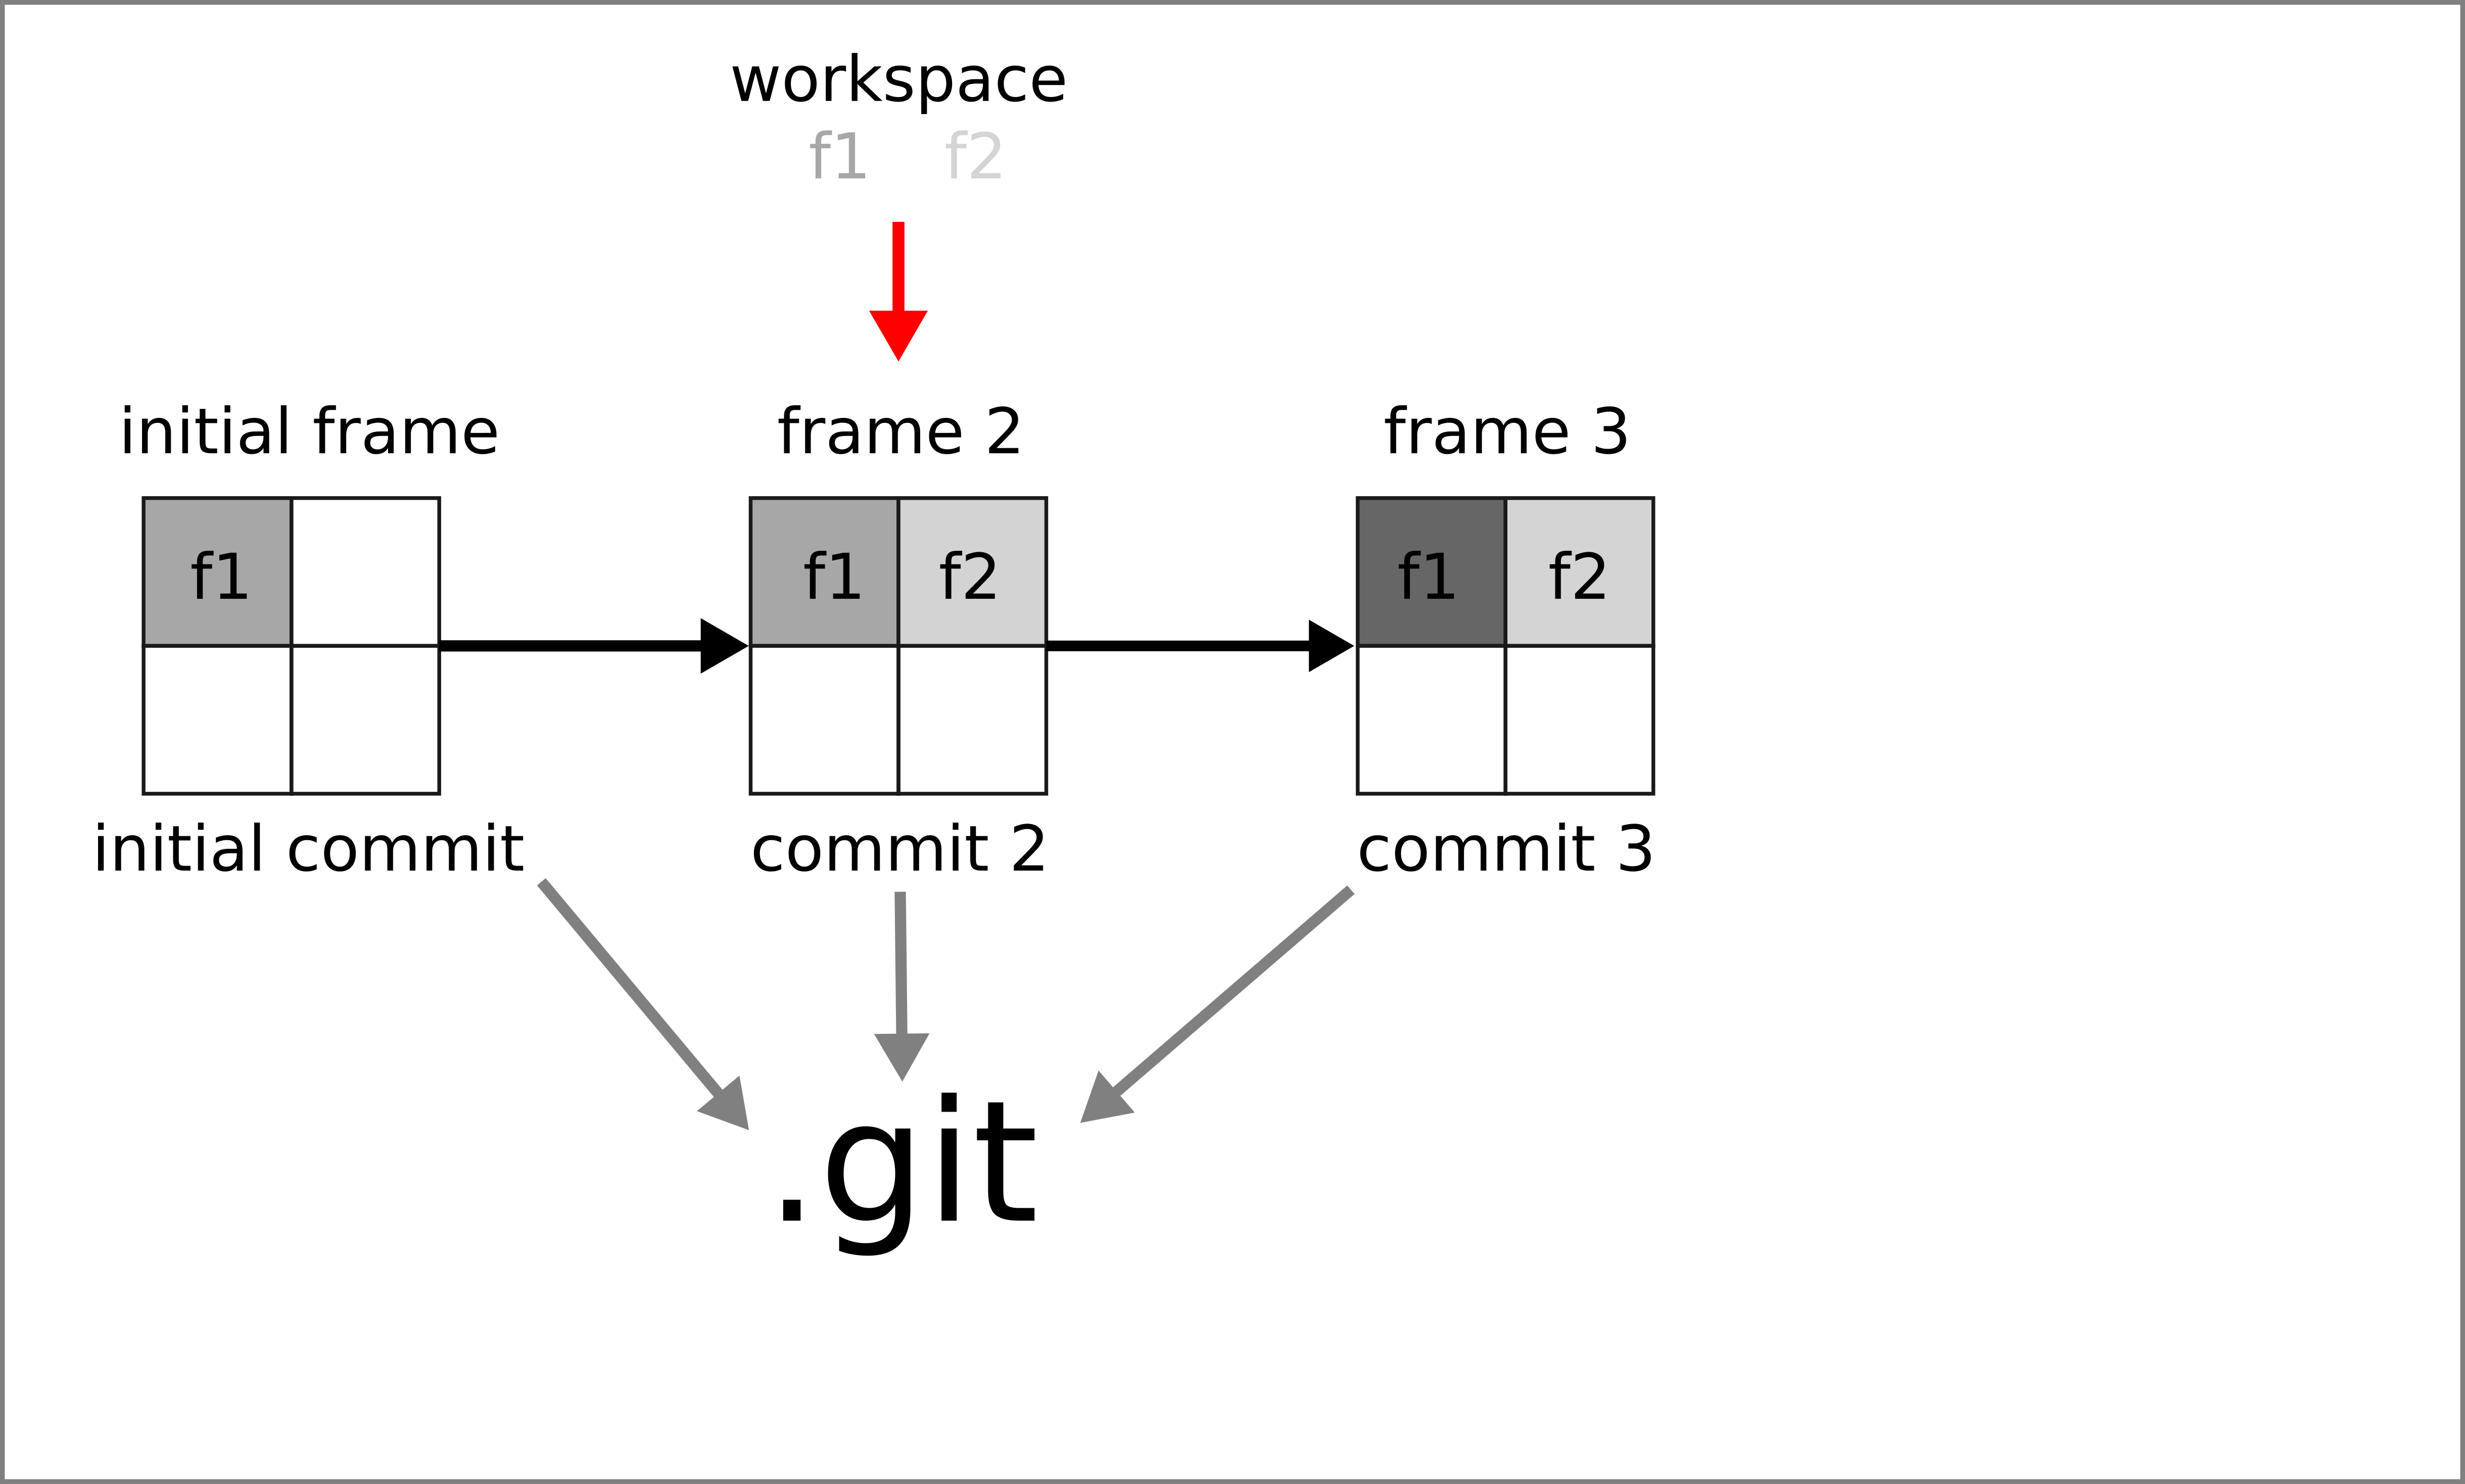 workspace
f1 f2
initial frame frame 2 frame 3
f1 f1 f2 f1 f2
initial commit commit 2 commit 3
.git